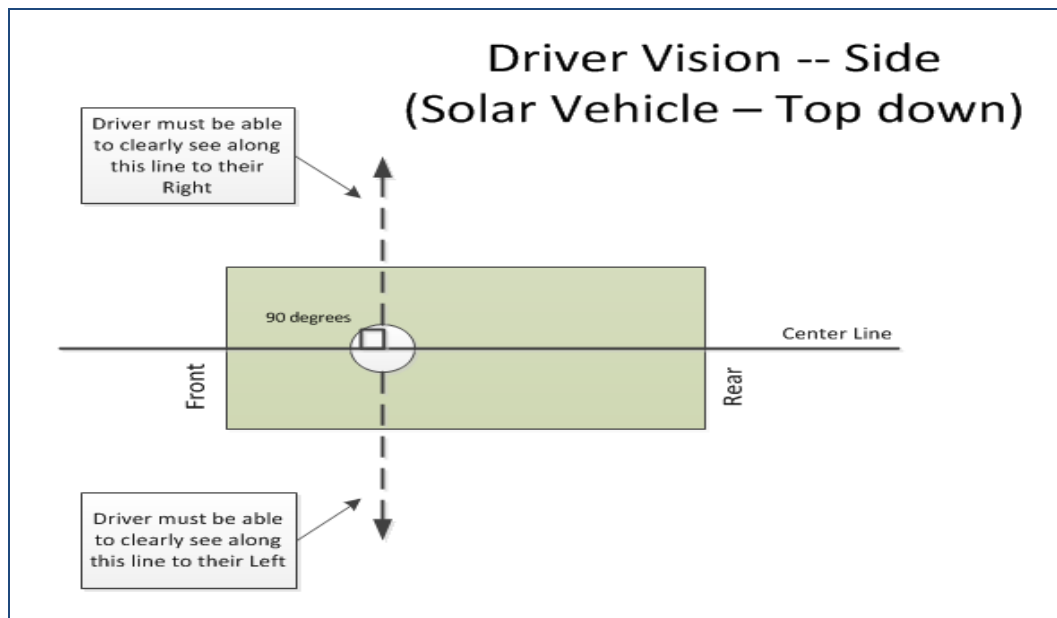 Driver Vision -- Side
(Solar Vehicle – Top down)
Driver must be able
to clearly see along
this line to their
Right
90 degrees
Center Line
Front
Rear
Driver must be able
to clearly see along
this line to their Left